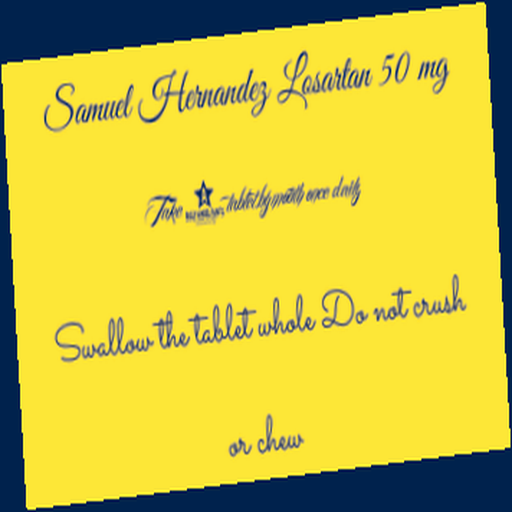 Samuel Hernandez Losartan 50 mg
Take tablet by mouth once daily
Swallow the tablet whole Do not crush
or chew